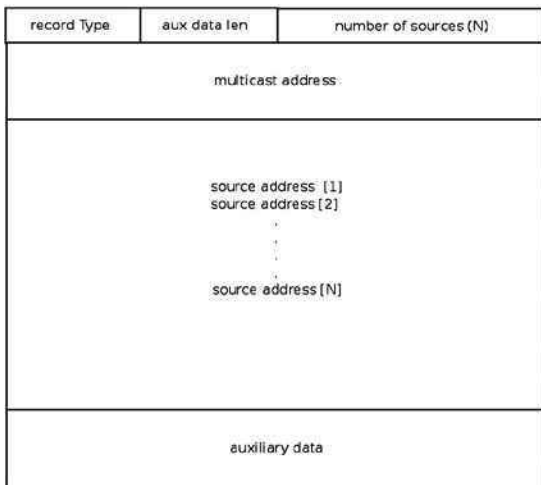 record Type aux data len number of sources (N)
multicast address
source address [1]
source address [2]
.
.
.
.
source address [N]
auxiliary data